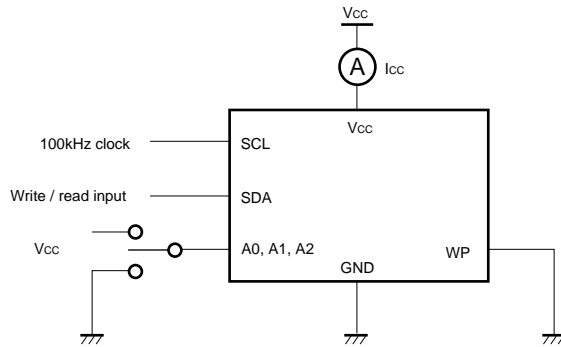 Vcc
A
Icc
Vcc
100kHz clock
SCL
Write / read input
SDA
Vcc
A0, A1, A2
WP
GND